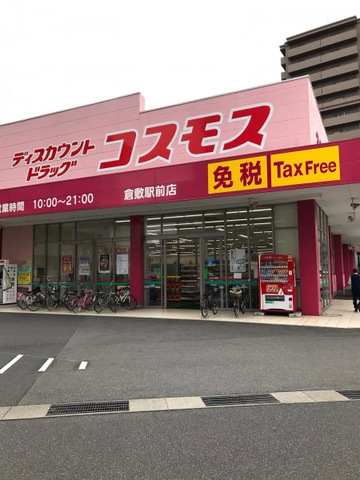 ディスカウント
ドラッグ
コスモス
営業時間 10:00～21:00
倉敷駅前店
免税
Tax Free